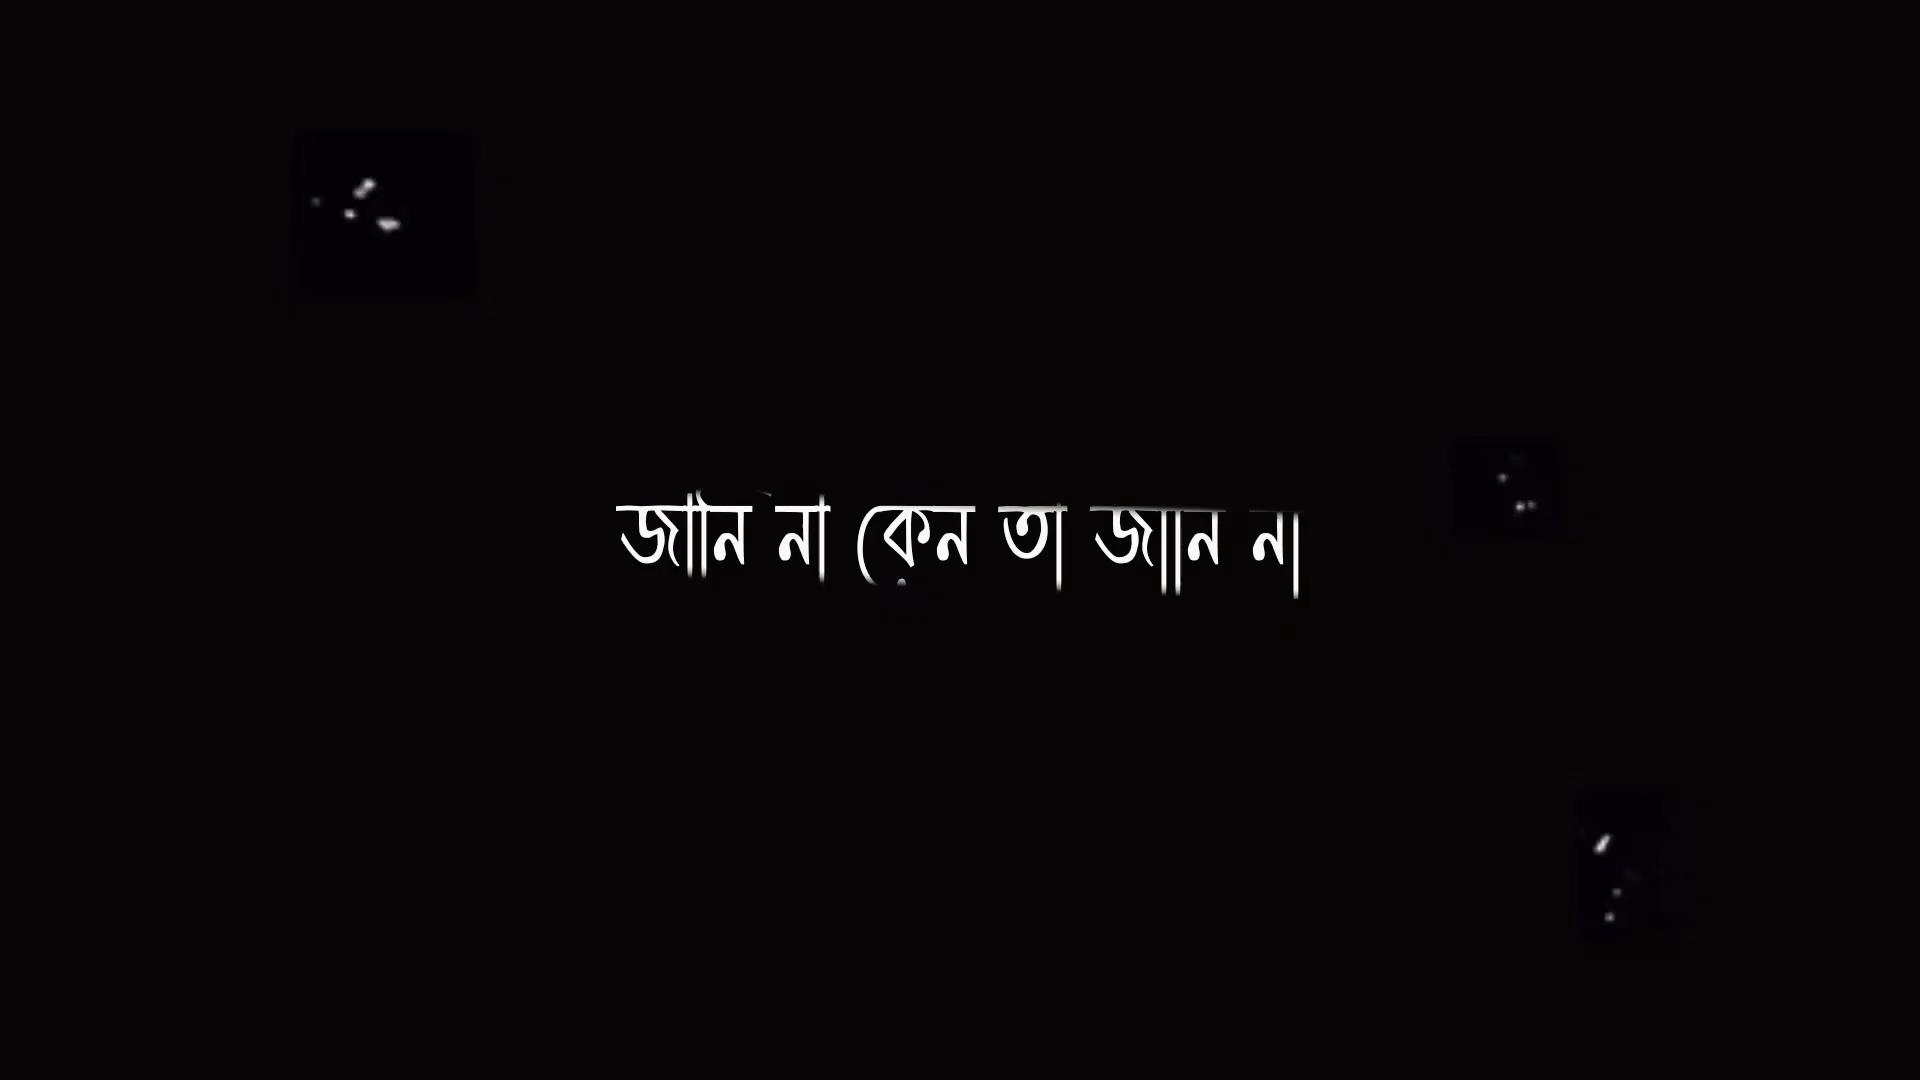 জানি না কেন তা জানি না